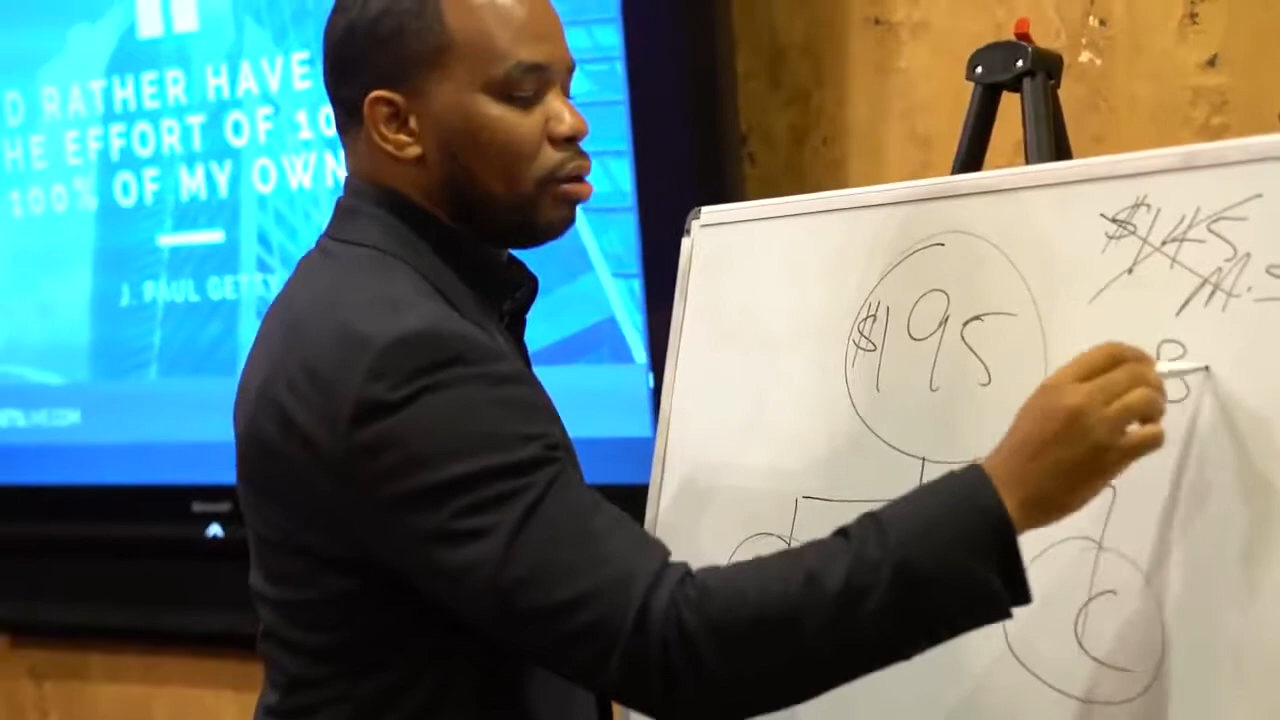 D RATHER HAVE
HE EFFORT OF 10
100% OF MY OWN
J. PAUL GETTY
$145
M.S
$195
B
C